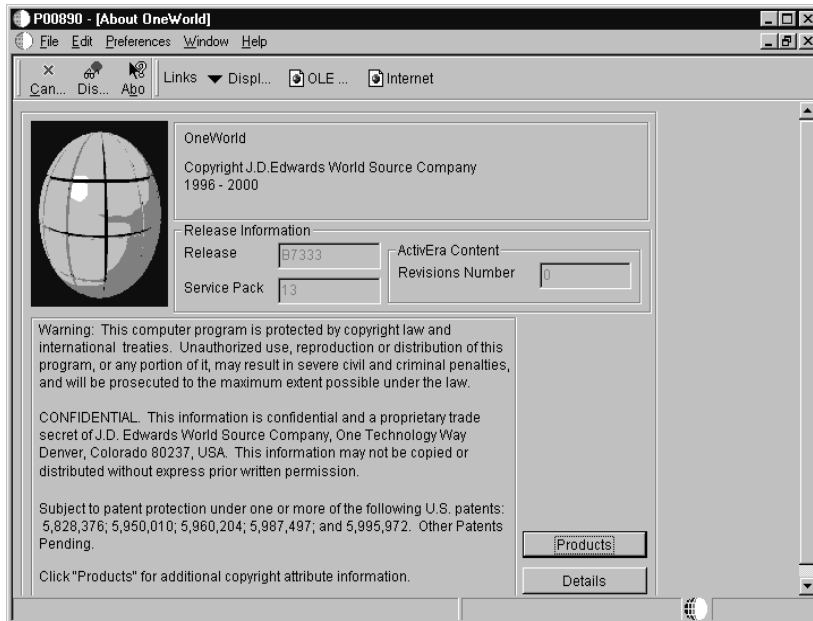 P00890 - [About OneWorld]
File Edit Preferences Window Help
Can... Dis... Abo Links Displ... OLE ... Internet
OneWorld
Copyright J.D.Edwards World Source Company
1996 - 2000
Release Information
Release B7333
Service Pack 13
ActivEra Content
Revisions Number 0
Warning: This computer program is protected by copyright law and
international treaties. Unauthorized use, reproduction or distribution of this
program, or any portion of it, may result in severe civil and criminal penalties,
and will be prosecuted to the maximum extent possible under the law.
CONFIDENTIAL. This information is confidential and a proprietary trade
secret of J.D. Edwards World Source Company, One Technology Way
Denver, Colorado 80237, USA. This information may not be copied or
distributed without express prior written permission.
Subject to patent protection under one or more of the following U.S. patents:
5,828,376; 5,950,010; 5,960,204; 5,987,497; and 5,995,972. Other Patents
Pending.
Click "Products" for additional copyright attribute information.
Products
Details